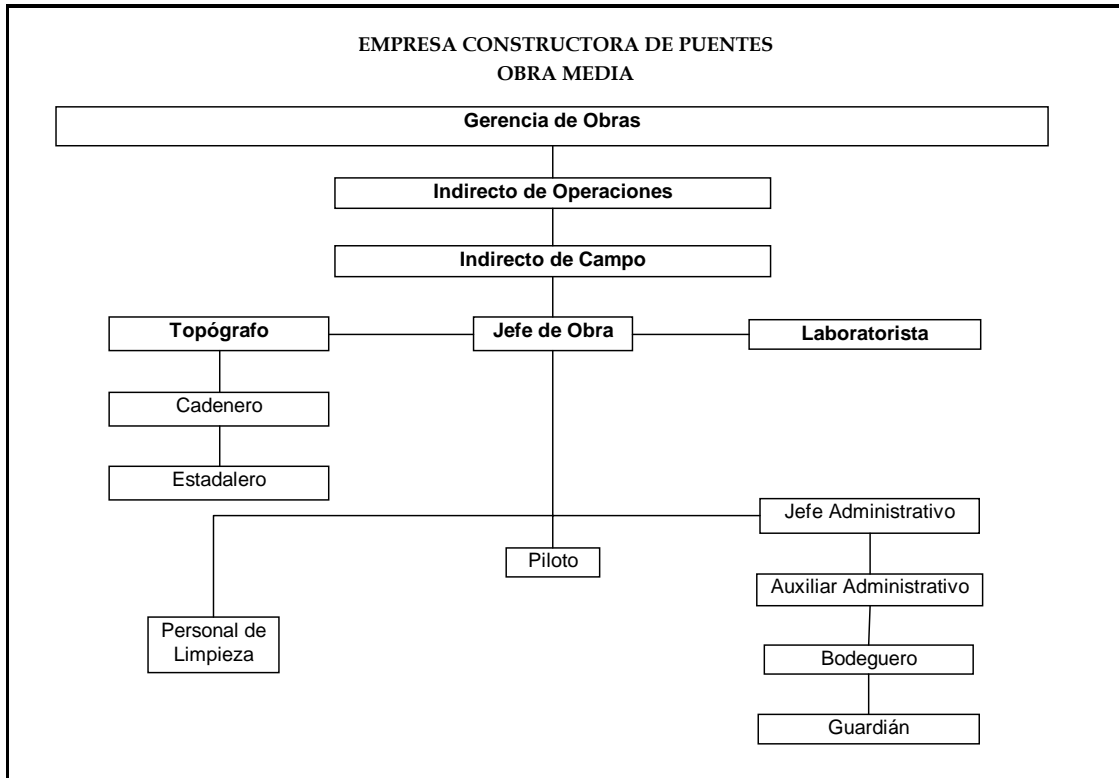 EMPRESA CONSTRUCTORA DE PUENTES
OBRA MEDIA
Gerencia de Obras
Indirecto de Operaciones
Indirecto de Campo
Topógrafo
Jefe de Obra
Laboratorista
Cadenero
Estadalero
Jefe Administrativo
Piloto
Auxiliar Administrativo
Personal de
Limpieza
Bodeguero
Guardián